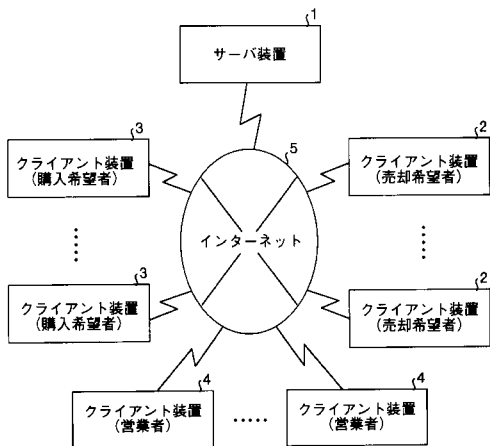 1
サーバ装置
3
クライアント装置
(購入希望者)
5
2
クライアント装置
(売却希望者)
インターネット
3
クライアント装置
(購入希望者)
2
クライアント装置
(売却希望者)
4
クライアント装置
(営業者)
4
クライアント装置
(営業者)